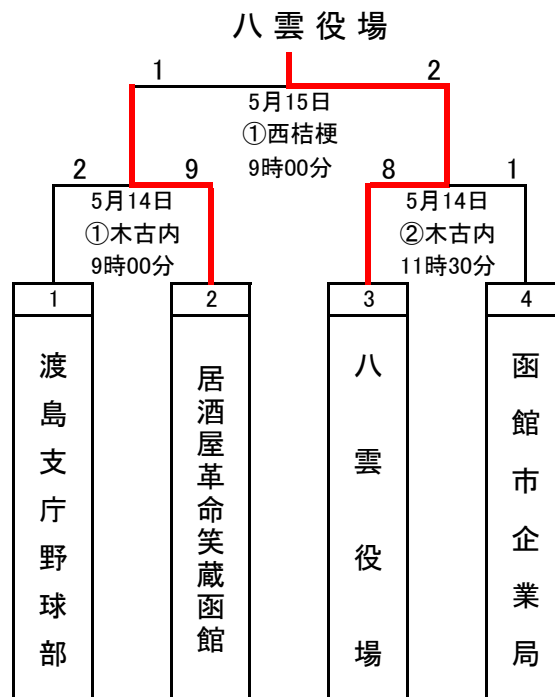 八雲役場
1 2
5月15日
①西桔梗
9時00分
2 9 8 1
5月14日 5月14日
①木古内 ②木古内
9時00分 11時30分
1 2 3 4
渡島支庁野球部
居酒屋革命笑蔵函館
八雲役場
函館市企業局